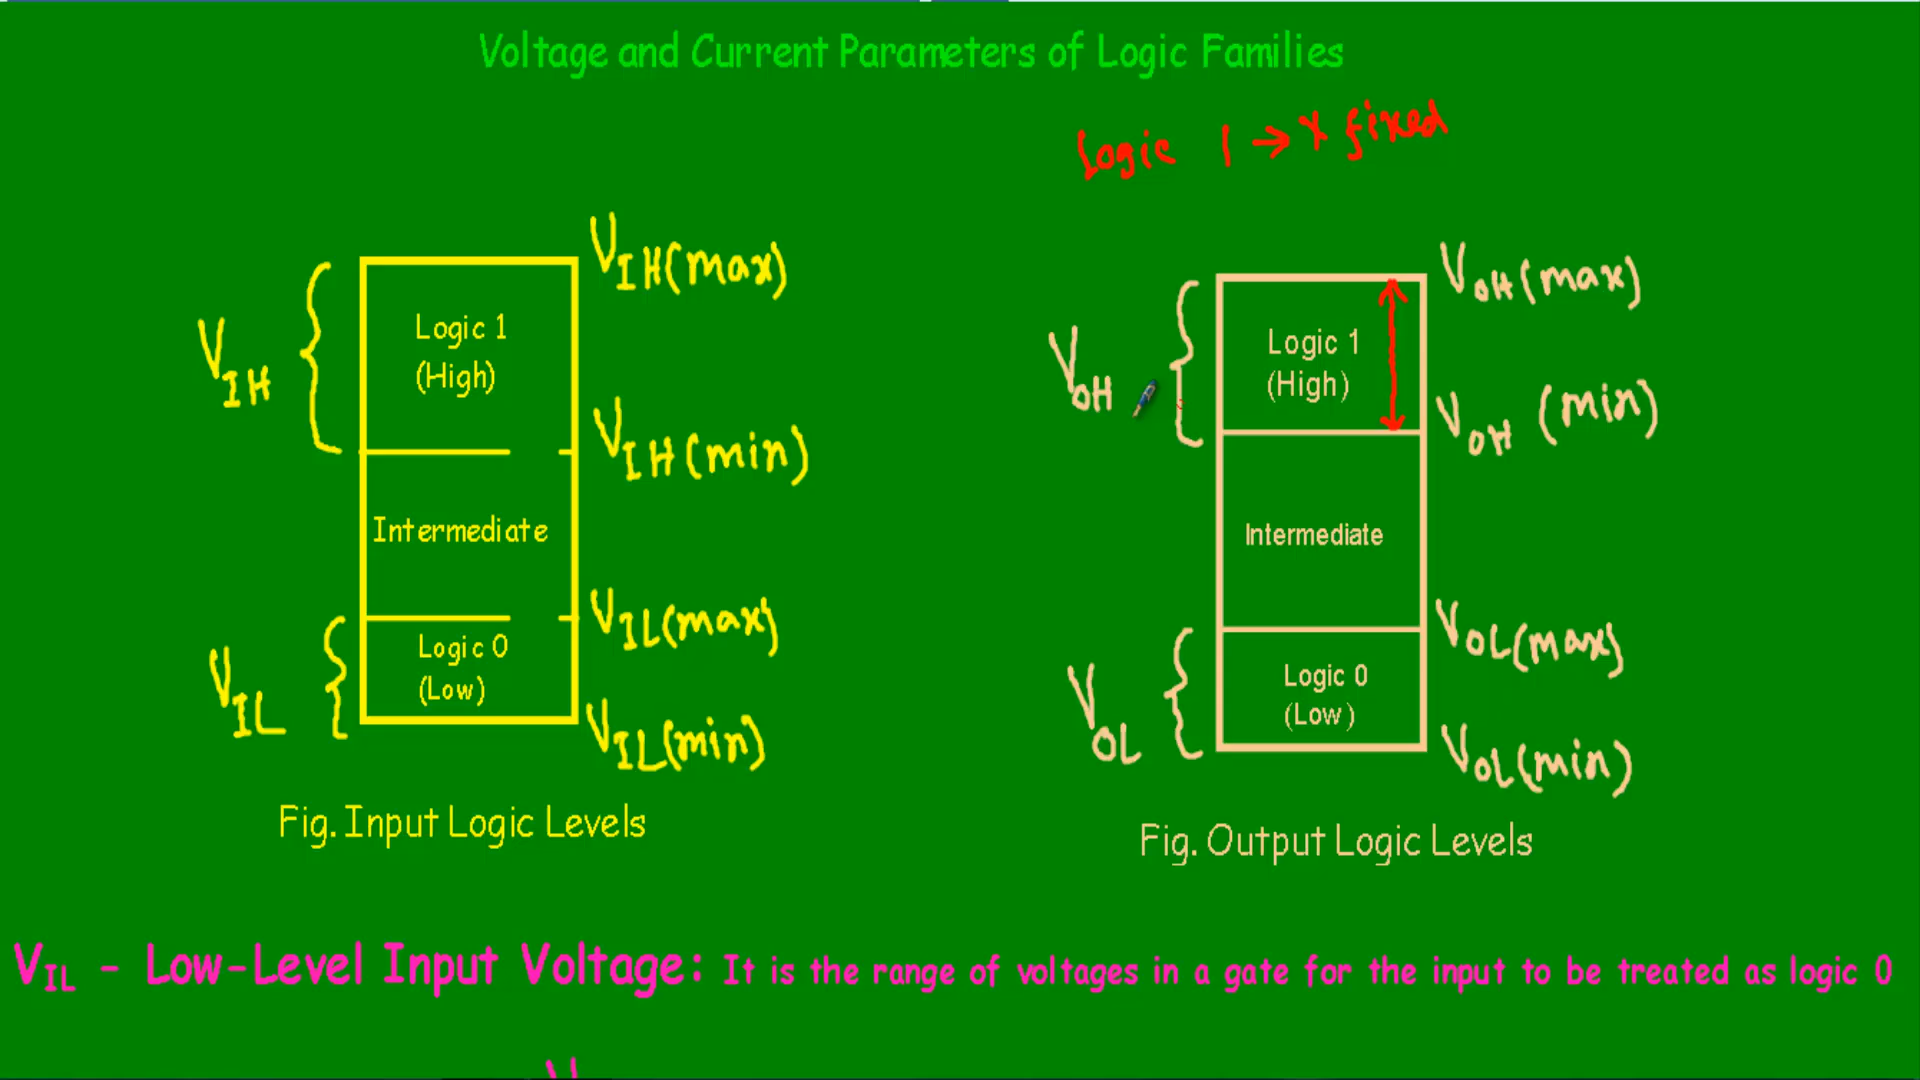 Voltage and Current Parameters of Logic Families
Logic 1 → X fixed
VIH(max)
Logic 1
(High)
VIH
VIH(min)
Intermediate
VIL(max)
Logic 0
(Low)
VIL
VIL(min)
Fig. Input Logic Levels
VOH(max)
Logic 1
(High)
VOH
VOH (min)
Intermediate
VOL(max)
Logic 0
(Low)
VOL
VOL(min)
Fig. Output Logic Levels
VIL - Low-Level Input Voltage: It is the range of voltages in a gate for the input to be treated as logic 0